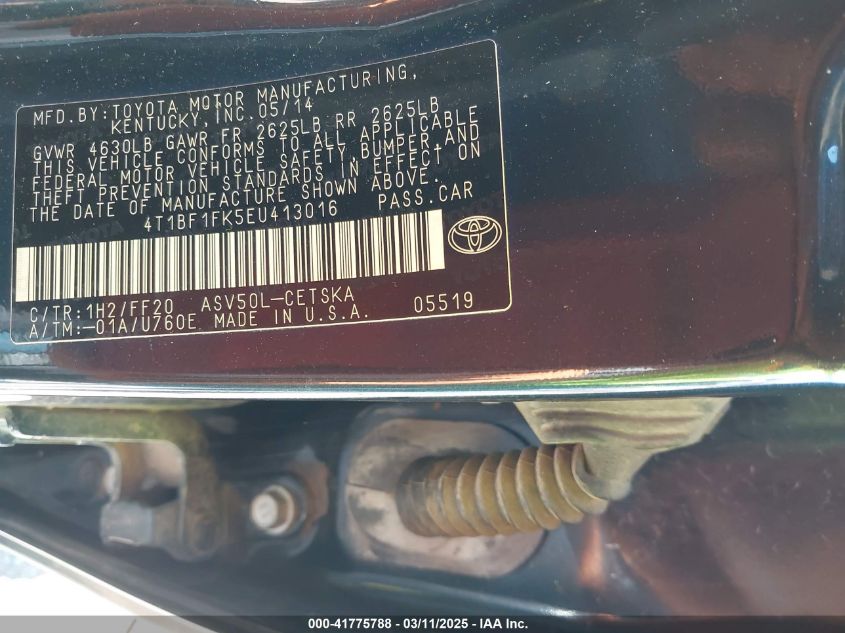 MFD.BY:TOYOTA MOTOR MANUFACTURING,
KENTUCKY,INC.05/14
GVWR 4630LB GAWR FR 2625LB RR 2625LB
THIS VEHICLE CONFORMS TO ALL APPLICABLE
FEDERAL MOTOR VEHICLE SAFETY,BUMPER,AND
THEFT PREVENTION STANDARDS IN EFFECT ON
THE DATE OF MANUFACTURE SHOWN ABOVE.
4T1BF1FK5EU413016 PASS.CAR
C/TR:1H2/FF20 ASV50L-CETSKA 05519
A/TM:-01A/U760E MADE IN U.S.A.
000-41775788 - 03/11/2025 - IAA Inc.